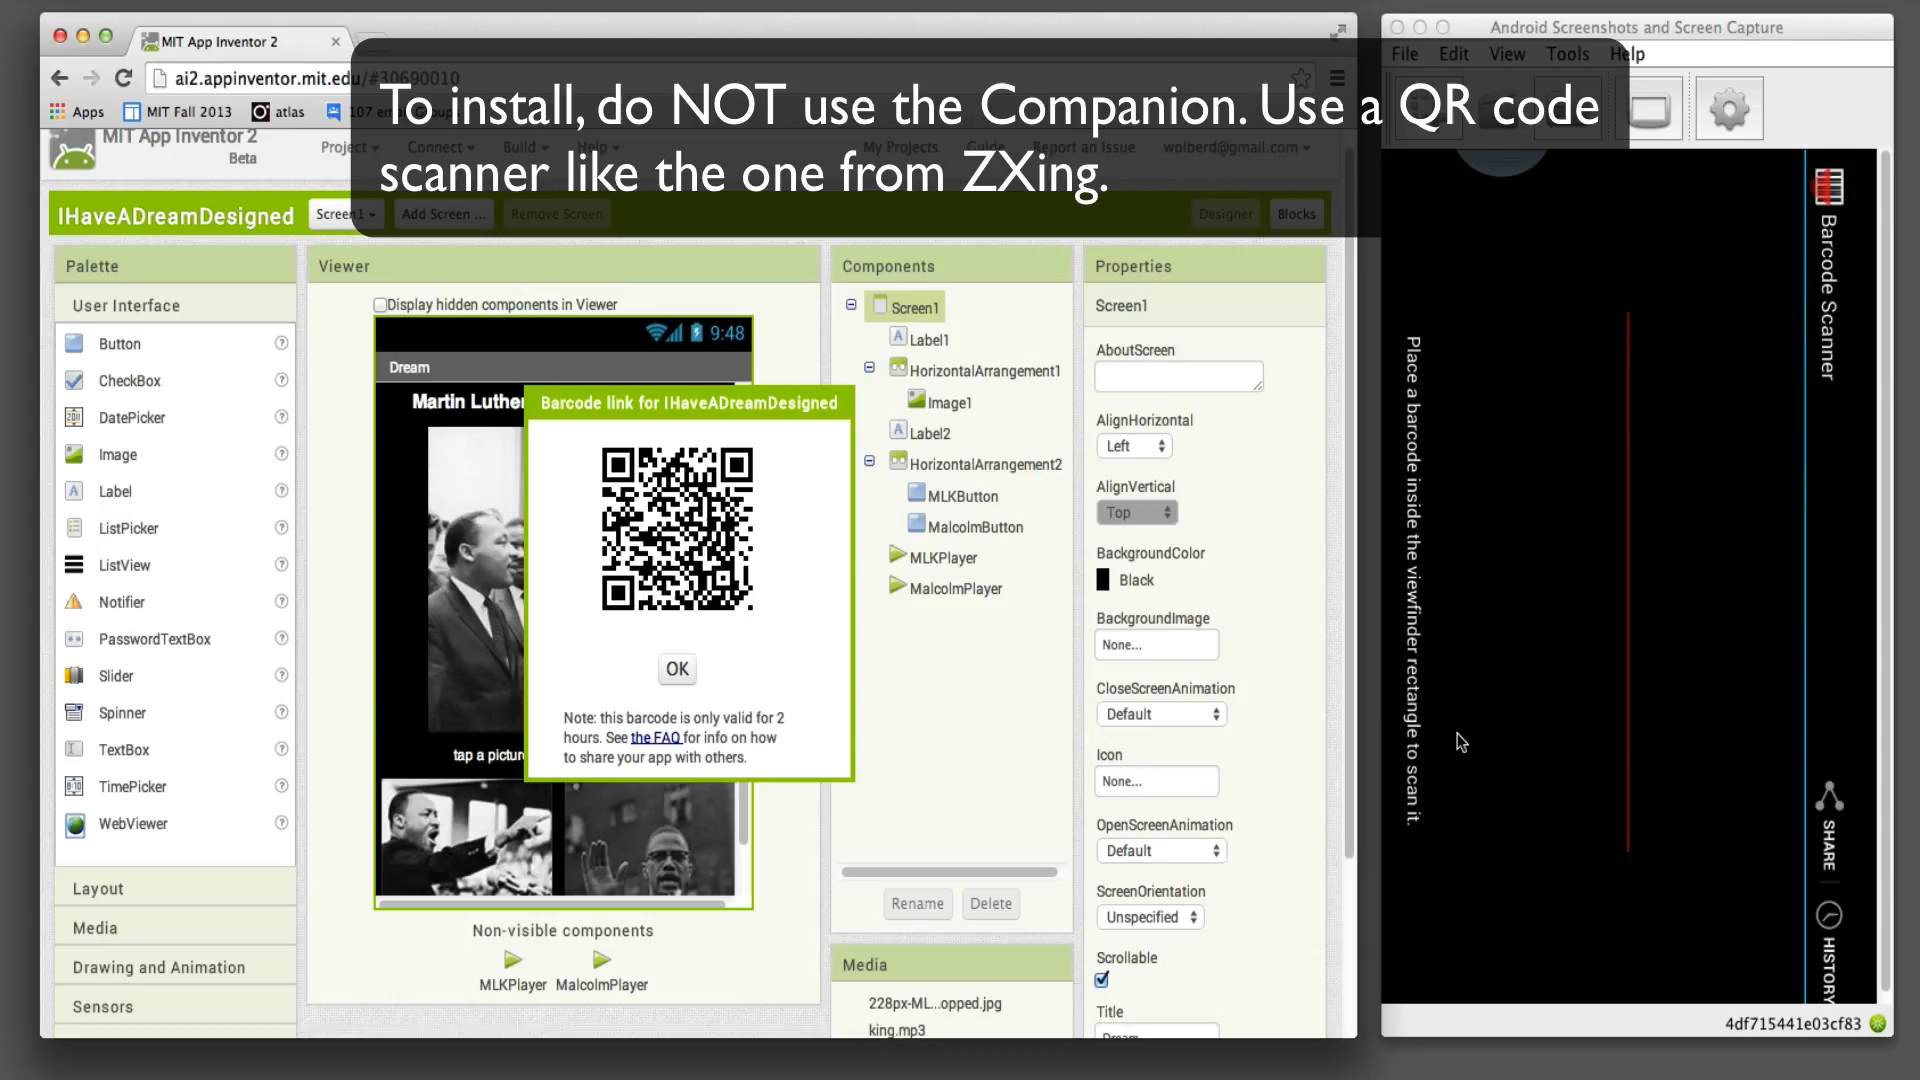 MIT App Inventor 2
ai2.appinventor.mit.edu/#30690010
Apps
MIT Fall 2013
atlas
To install, do NOT use the Companion. Use a QR code
scanner like the one from ZXing.
MIT App Inventor 2
Beta
Project
Connect
Build
Help
My Projects
Guide
Report an Issue
wolberd@gmail.com
IHaveADreamDesigned
Screen1
Add Screen ...
Remove Screen
Designer
Blocks
Palette
User Interface
Button
CheckBox
DatePicker
Image
Label
ListPicker
ListView
Notifier
PasswordTextBox
Slider
Spinner
TextBox
TimePicker
WebViewer
Layout
Media
Drawing and Animation
Sensors
Viewer
Display hidden components in Viewer
9:48
Dream
Martin Luther
tap a picture
Barcode link for IHaveADreamDesigned
OK
Note: this barcode is only valid for 2
hours. See the FAQ for info on how
to share your app with others.
Non-visible components
MLKPlayer
MalcolmPlayer
Components
Screen1
Label1
HorizontalArrangement1
Image1
Label2
HorizontalArrangement2
MLKButton
MalcolmButton
MLKPlayer
MalcolmPlayer
Rename
Delete
Media
228px-ML...opped.jpg
king.mp3
Properties
Screen1
AboutScreen
AlignHorizontal
Left
AlignVertical
Top
BackgroundColor
Black
BackgroundImage
None...
CloseScreenAnimation
Default
Icon
None...
OpenScreenAnimation
Default
ScreenOrientation
Unspecified
Scrollable
Title
Dream
Android Screenshots and Screen Capture
File
Edit
View
Tools
Help
Barcode Scanner
Place a barcode inside the viewfinder rectangle to scan it.
SHARE
HISTORY
4df715441e03cf83